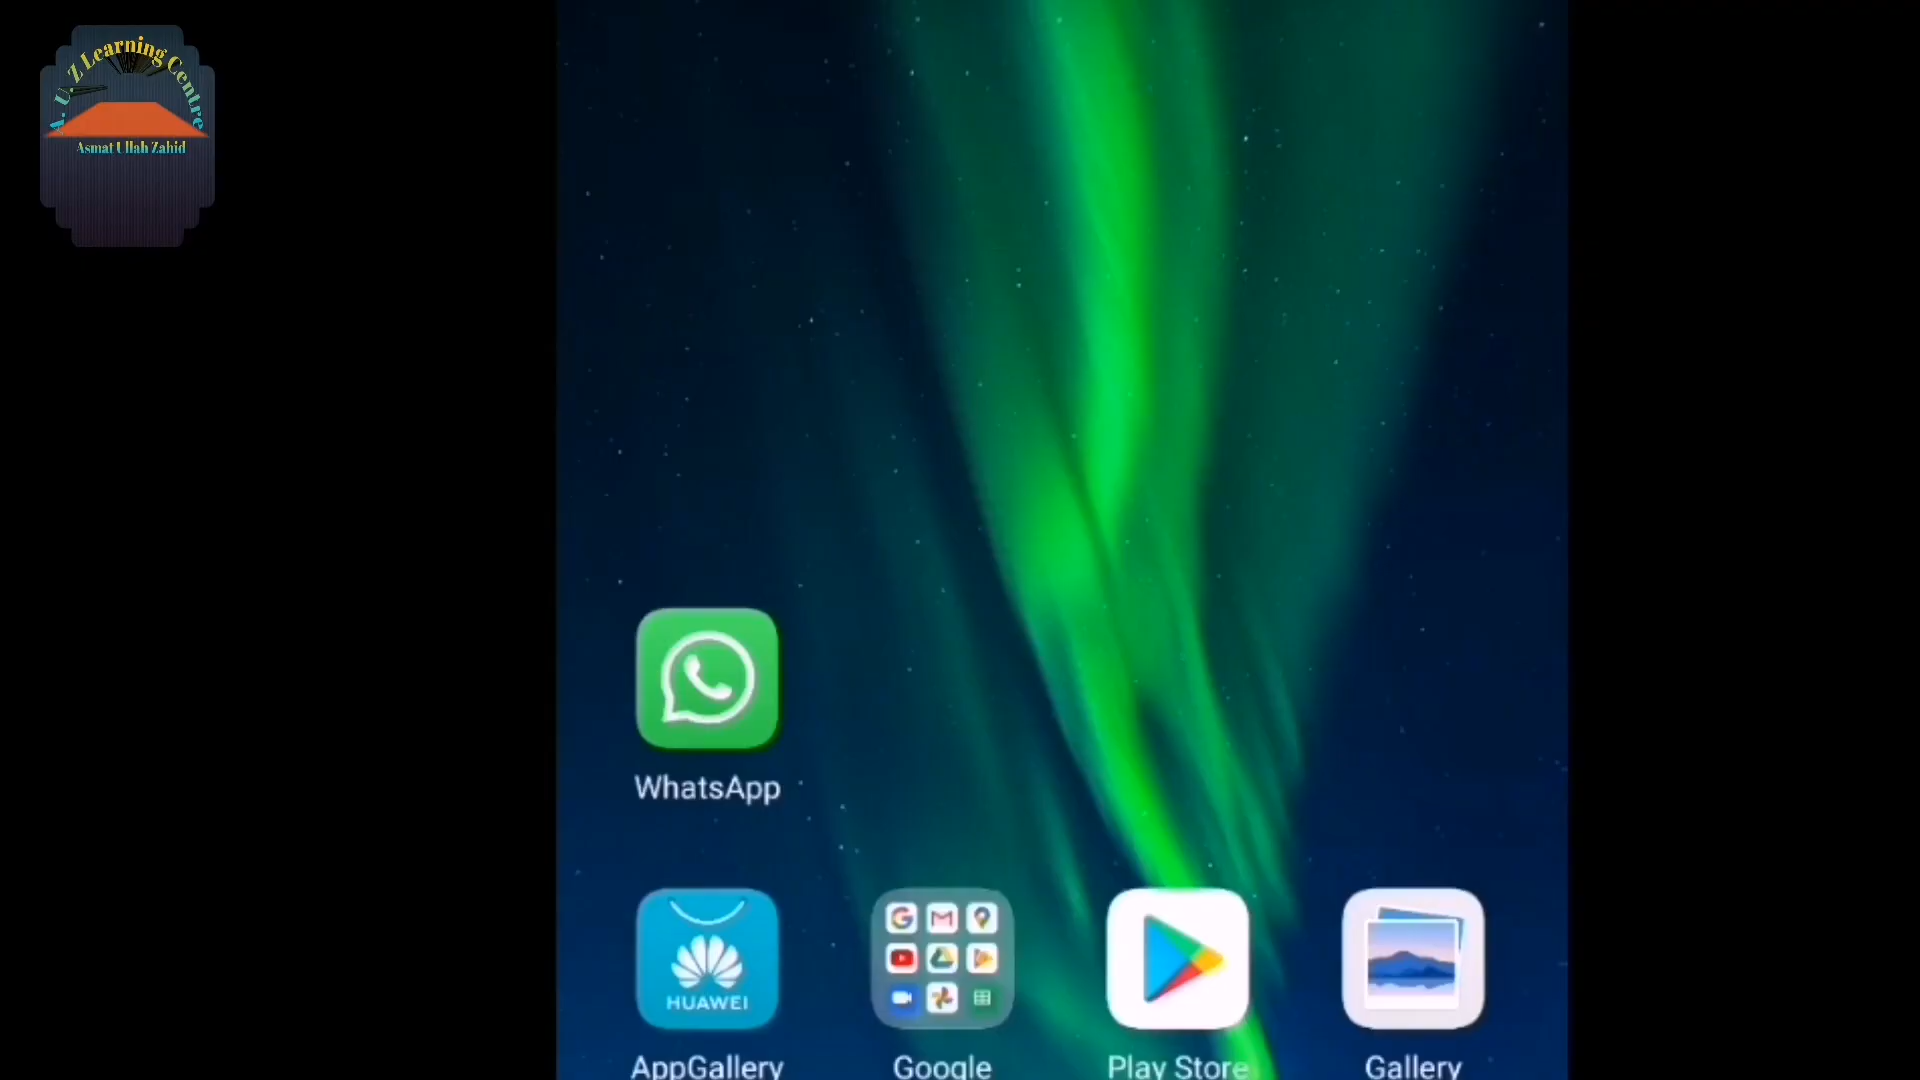 A. U. Z Learning Centre
Asmat Ullah Zahid
WhatsApp
HUAWEI
AppGallery
Google
Play Store
Gallery